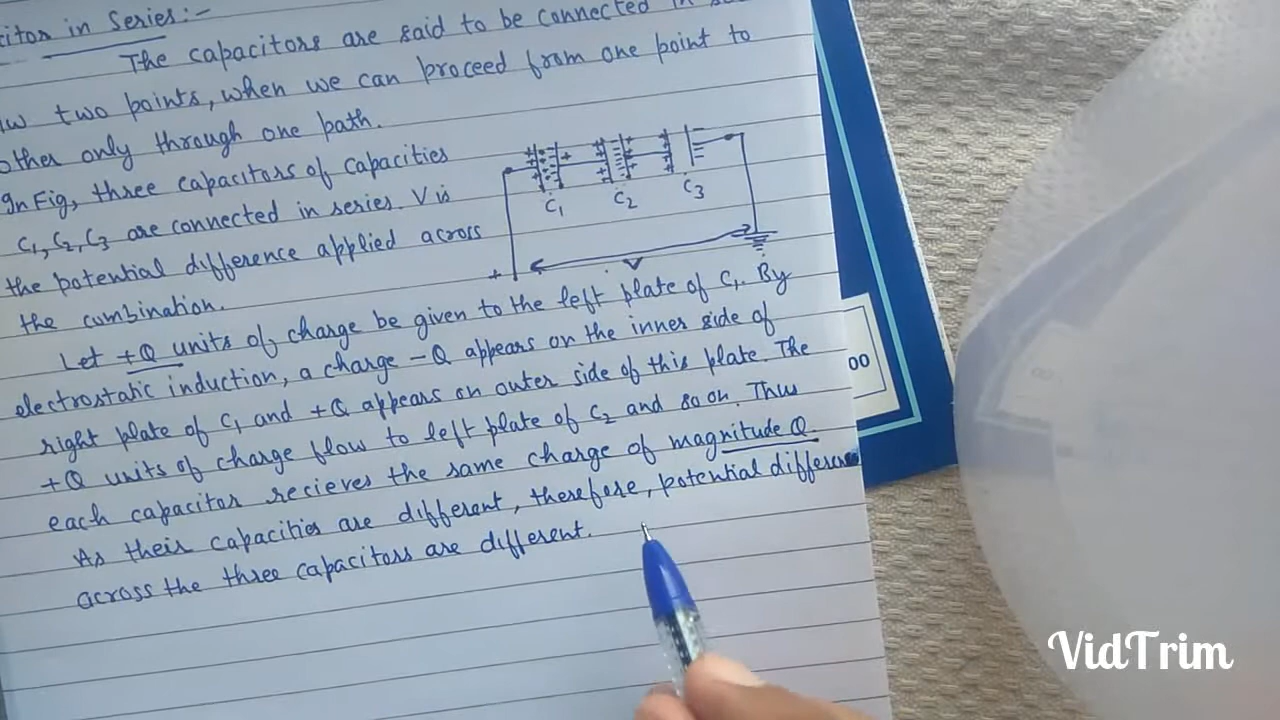 citor in Series:-
The capacitors are said to be connected in
two points, when we can proceed from one point to
other only through one path.
In Fig, three capacitors of capacities
C1, C2, C3 are connected in series. V is
the potential difference applied across
the cumbination.
C1 C2 C3
+ V
Let +Q units of charge be given to the left plate of C1. By
electrostatic induction, a charge -Q appears on the inner side of
right plate of C1 and +Q appears on outer side of this plate. The
+Q units of charge flow to left plate of C2 and so on. Thus
each capacitor recieves the same charge of magnitude Q.
As their capacities are different, therefore, potential difference
across the three capacitors are different.
00
VidTrim